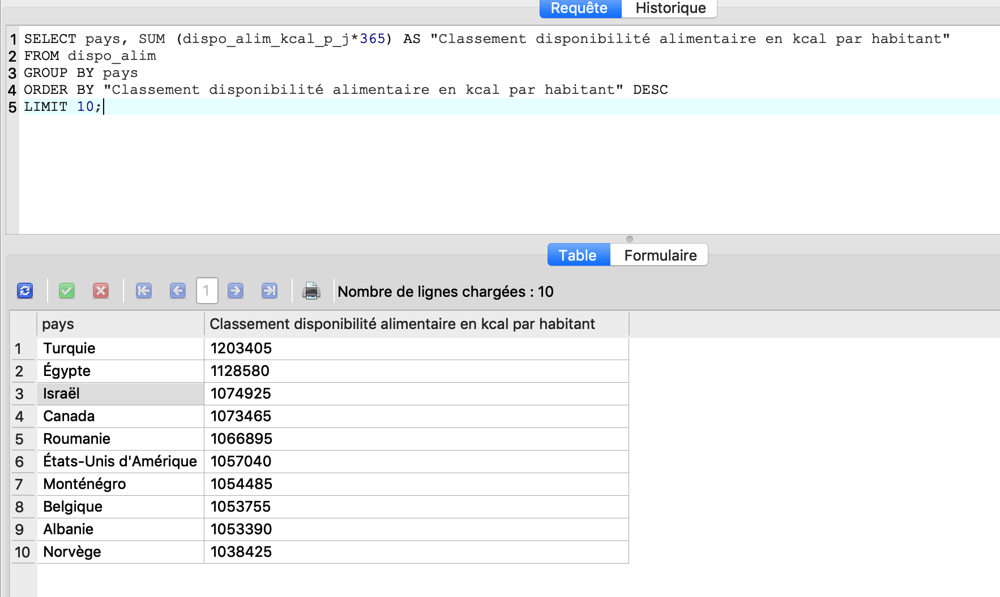 Requête Historique
1 SELECT pays, SUM (dispo_alim_kcal_p_j*365) AS "Classement disponibilité alimentaire en kcal par habitant"
2 FROM dispo_alim
3 GROUP BY pays
4 ORDER BY "Classement disponibilité alimentaire en kcal par habitant" DESC
5 LIMIT 10;
Table Formulaire
1 Nombre de lignes chargées : 10
pays Classement disponibilité alimentaire en kcal par habitant
1 Turquie 1203405
2 Égypte 1128580
3 Israël 1074925
4 Canada 1073465
5 Roumanie 1066895
6 États-Unis d'Amérique 1057040
7 Monténégro 1054485
8 Belgique 1053755
9 Albanie 1053390
10 Norvège 1038425